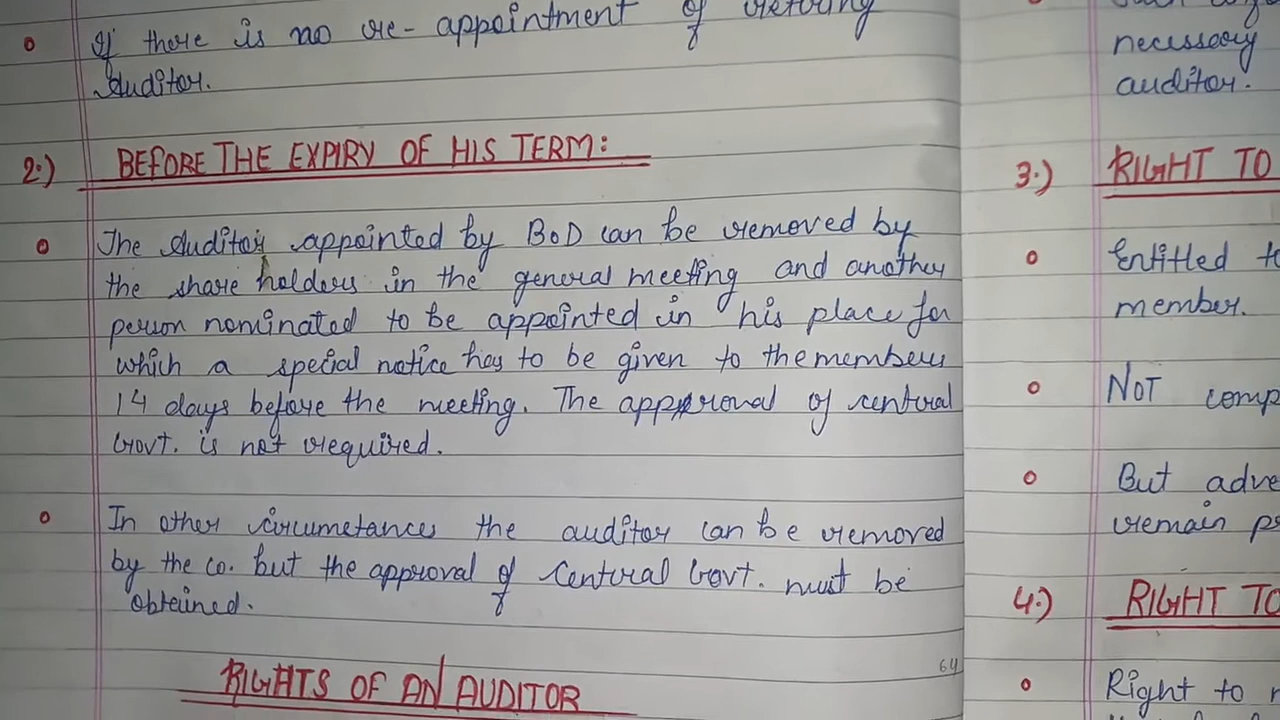 If there is no re-appointment of retiring
Auditor.
2.) BEFORE THE EXPIRY OF HIS TERM:
The Auditor appointed by BoD can be removed by
the share holders in the general meeting and another
person nominated to be appointed in his place for
which a special notice has to be given to the members
14 days before the meeting. The approval of central
Govt. is not required.
In other circumetances the auditor can be removed
by the co. but the approval of Central Govt. must be
obtained.
64
RIGHTS OF AN AUDITOR
necessary
auditor.
3.) RIGHT TO
Entitled to
member.
NOT comp
But adve
remain pr
4.) RIGHT TO
Right to r